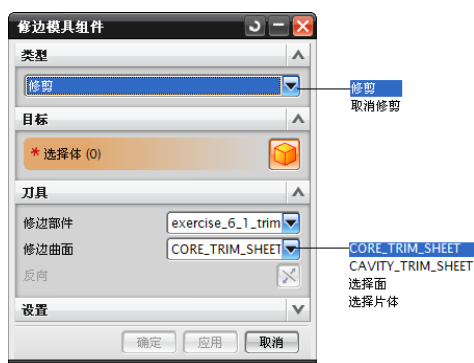 修边模具组件
类型
修剪
修剪
取消修剪
目标
* 选择体 (0)
刀具
修边部件 exercise_6_1_trim
修边曲面 CORE_TRIM_SHEET
CORE_TRIM_SHEET
CAVITY_TRIM_SHEET
选择面
选择片体
反向
设置
确定 应用 取消